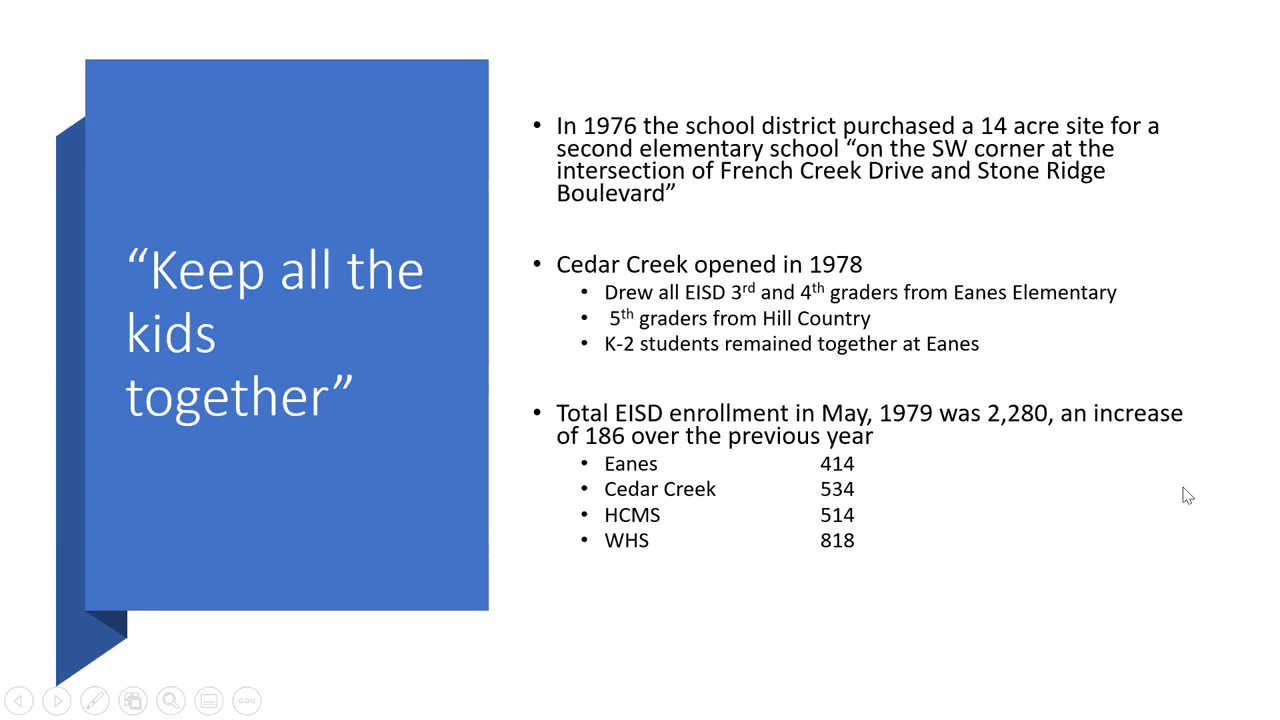 “Keep all the
kids
together”
• In 1976 the school district purchased a 14 acre site for a
second elementary school “on the SW corner at the
intersection of French Creek Drive and Stone Ridge
Boulevard”
• Cedar Creek opened in 1978
• Drew all EISD 3rd and 4th graders from Eanes Elementary
• 5th graders from Hill Country
• K-2 students remained together at Eanes
• Total EISD enrollment in May, 1979 was 2,280, an increase
of 186 over the previous year
• Eanes 414
• Cedar Creek 534
• HCMS 514
• WHS 818